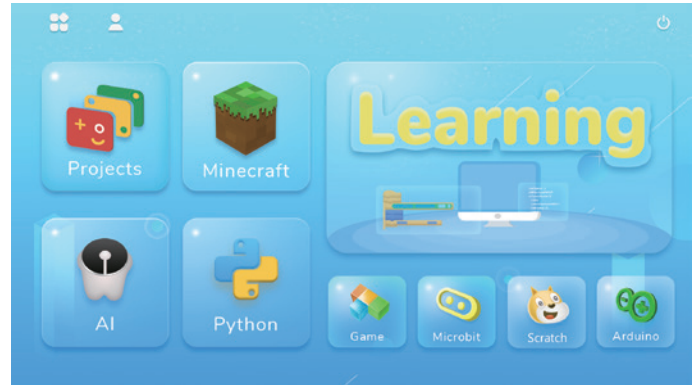 Learning
Projects
Minecraft
AI
Python
Game
Microbit
Scratch
Arduino